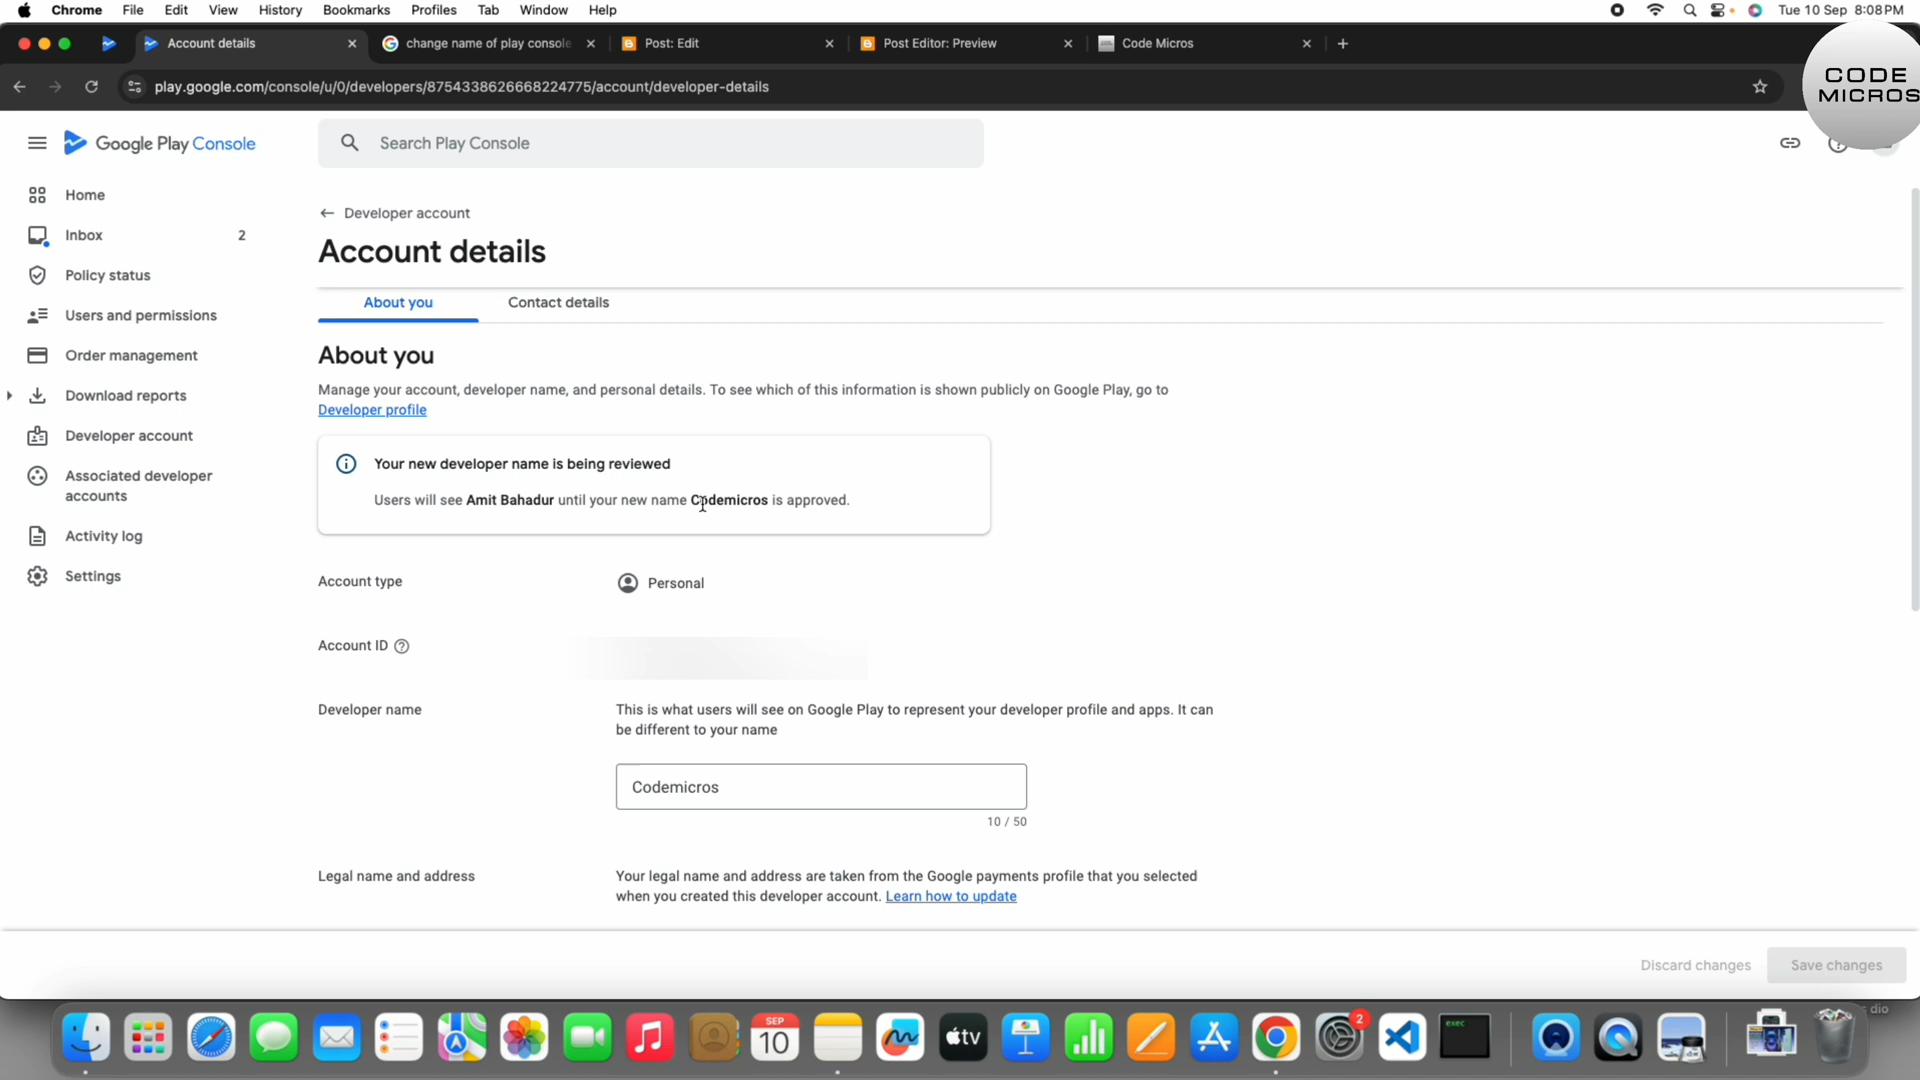 Chrome File Edit View History Bookmarks Profiles Tab Window Help Tue 10 Sep 8:08 PM
Account details change name of play console Post: Edit Post Editor: Preview Code Micros
play.google.com/console/u/0/developers/8754338626668224775/account/developer-details
CODE
MICROS
Google Play Console
Search Play Console
Home
Inbox 2
Policy status
Users and permissions
Order management
Download reports
Developer account
Associated developer
accounts
Activity log
Settings
← Developer account
Account details
About you Contact details
About you
Manage your account, developer name, and personal details. To see which of this information is shown publicly on Google Play, go to
Developer profile
Your new developer name is being reviewed
Users will see Amit Bahadur until your new name Codemicros is approved.
Account type Personal
Account ID
Developer name This is what users will see on Google Play to represent your developer profile and apps. It can
be different to your name
Codemicros
10 / 50
Legal name and address Your legal name and address are taken from the Google payments profile that you selected
when you created this developer account. Learn how to update
Discard changes Save changes
SEP
10
tv
exec
2
dio